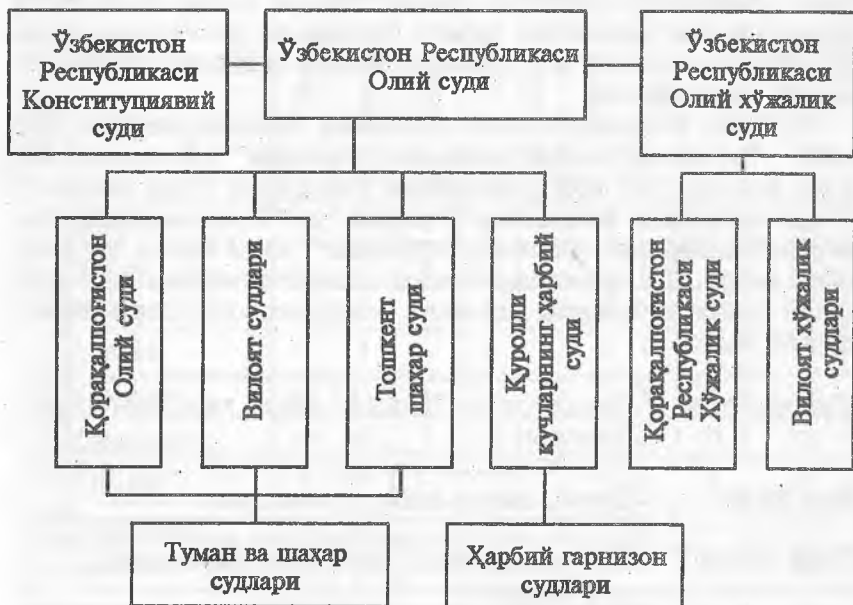 Ўзбекистон
Республикаси
Конституциявий
суди
Ўзбекистон Республикаси
Олий суди
Ўзбекистон
Республикаси
Олий хўжалик
суди
Қорақалпоғистон
Олий суди
Вилоят судлари
Тошкент
шаҳар суди
Қуролли
кучларнинг ҳарбий
суди
Қорақалпоғистон
Республикаси
Хўжалик суди
Вилоят хўжалик
судлари
Туман ва шаҳар
судлари
Ҳарбий гарнизон
судлари